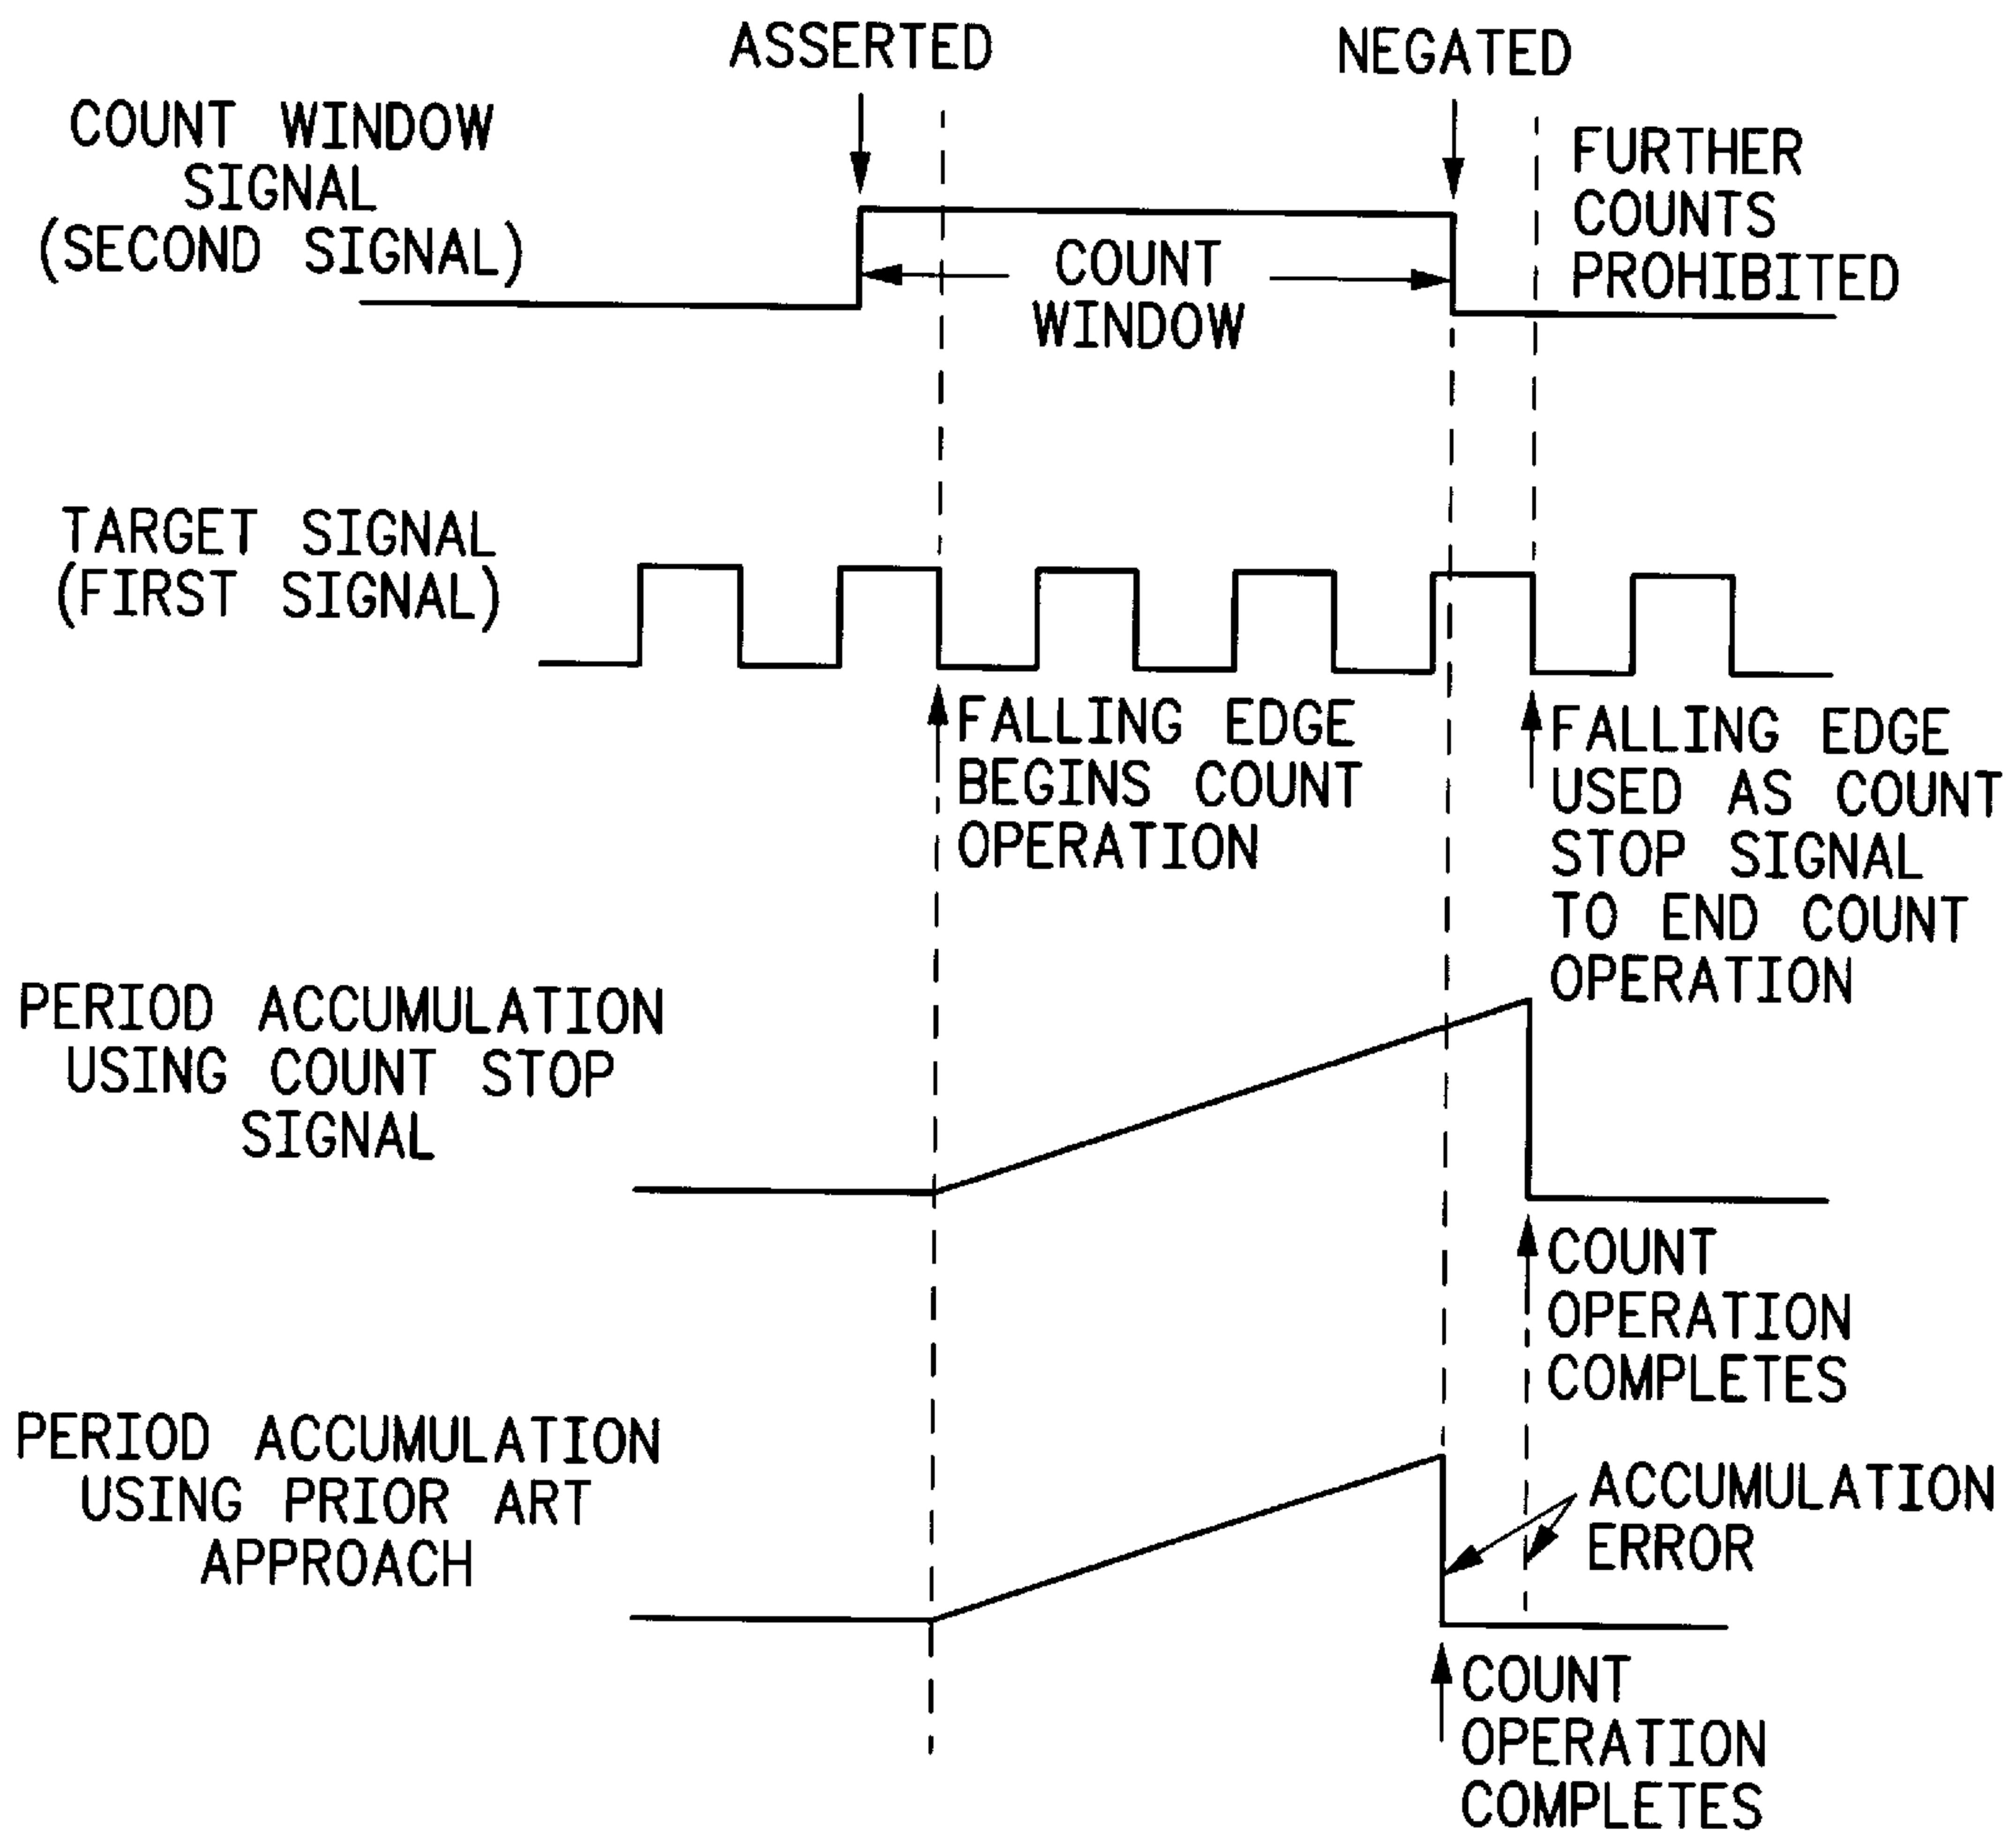 ASSERTED
NEGATED
COUNT WINDOW
SIGNAL
(SECOND SIGNAL)
COUNT
WINDOW
FURTHER
COUNTS
PROHIBITED
TARGET SIGNAL
(FIRST SIGNAL)
FALLING EDGE
BEGINS COUNT
OPERATION
FALLING EDGE
USED AS COUNT
STOP SIGNAL
TO END COUNT
OPERATION
PERIOD ACCUMULATION
USING COUNT STOP
SIGNAL
COUNT
OPERATION
COMPLETES
PERIOD ACCUMULATION
USING PRIOR ART
APPROACH
ACCUMULATION
ERROR
COUNT
OPERATION
COMPLETES